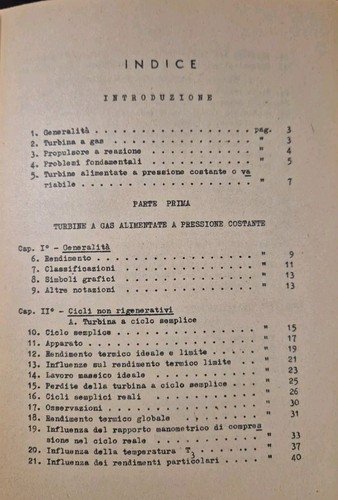 INDICE
INTRODUZIONE
1. Generalità . . . . . . . . . . . . . . . . . pag. 3
2. Turbina a gas . . . . . . . . . . . . . . . . " 3
3. Propulsore a reazione . . . . . . . . . . . . " 4
4. Problemi fondamentali . . . . . . . . . . . . " 5
5. Turbine alimentate a pressione costante o va
riabile . . . . . . . . . . . . . . . . . . . " 7
PARTE PRIMA
TURBINE A GAS ALIMENTATE A PRESSIONE COSTANTE
Cap. I° - Generalità
6. Rendimento . . . . . . . . . . . . . . . " 9
7. Classificazioni . . . . . . . . . . . . . " 11
8. Simboli grafici . . . . . . . . . . . . . " 13
9. Altre notazioni . . . . . . . . . . . . . " 13
Cap. II° - Cicli non rigenerativi
A. Turbina a ciclo semplice
10. Ciclo semplice . . . . . . . . . . . . . . " 15
11. Apparato . . . . . . . . . . . . . . . . . " 17
12. Rendimento termico ideale e limite . . . . " 19
13. Influenze sul rendimento termico limite . . " 21
14. Lavoro massico ideale . . . . . . . . . . . " 23
15. Perdite della turbina a ciclo semplice . . " 25
16. Cicli semplici reali . . . . . . . . . . . " 26
17. Osservazioni . . . . . . . . . . . . . . . " 30
18. Rendimento termico globale . . . . . . . . " 31
19. Influenza del rapporto manometrico di compres
sione nel ciclo reale . . . . . . . . . . . " 33
20. Influenza della temperatura T3 . . . . . . " 37
21. Influenza dei rendimenti particolari . . . " 40